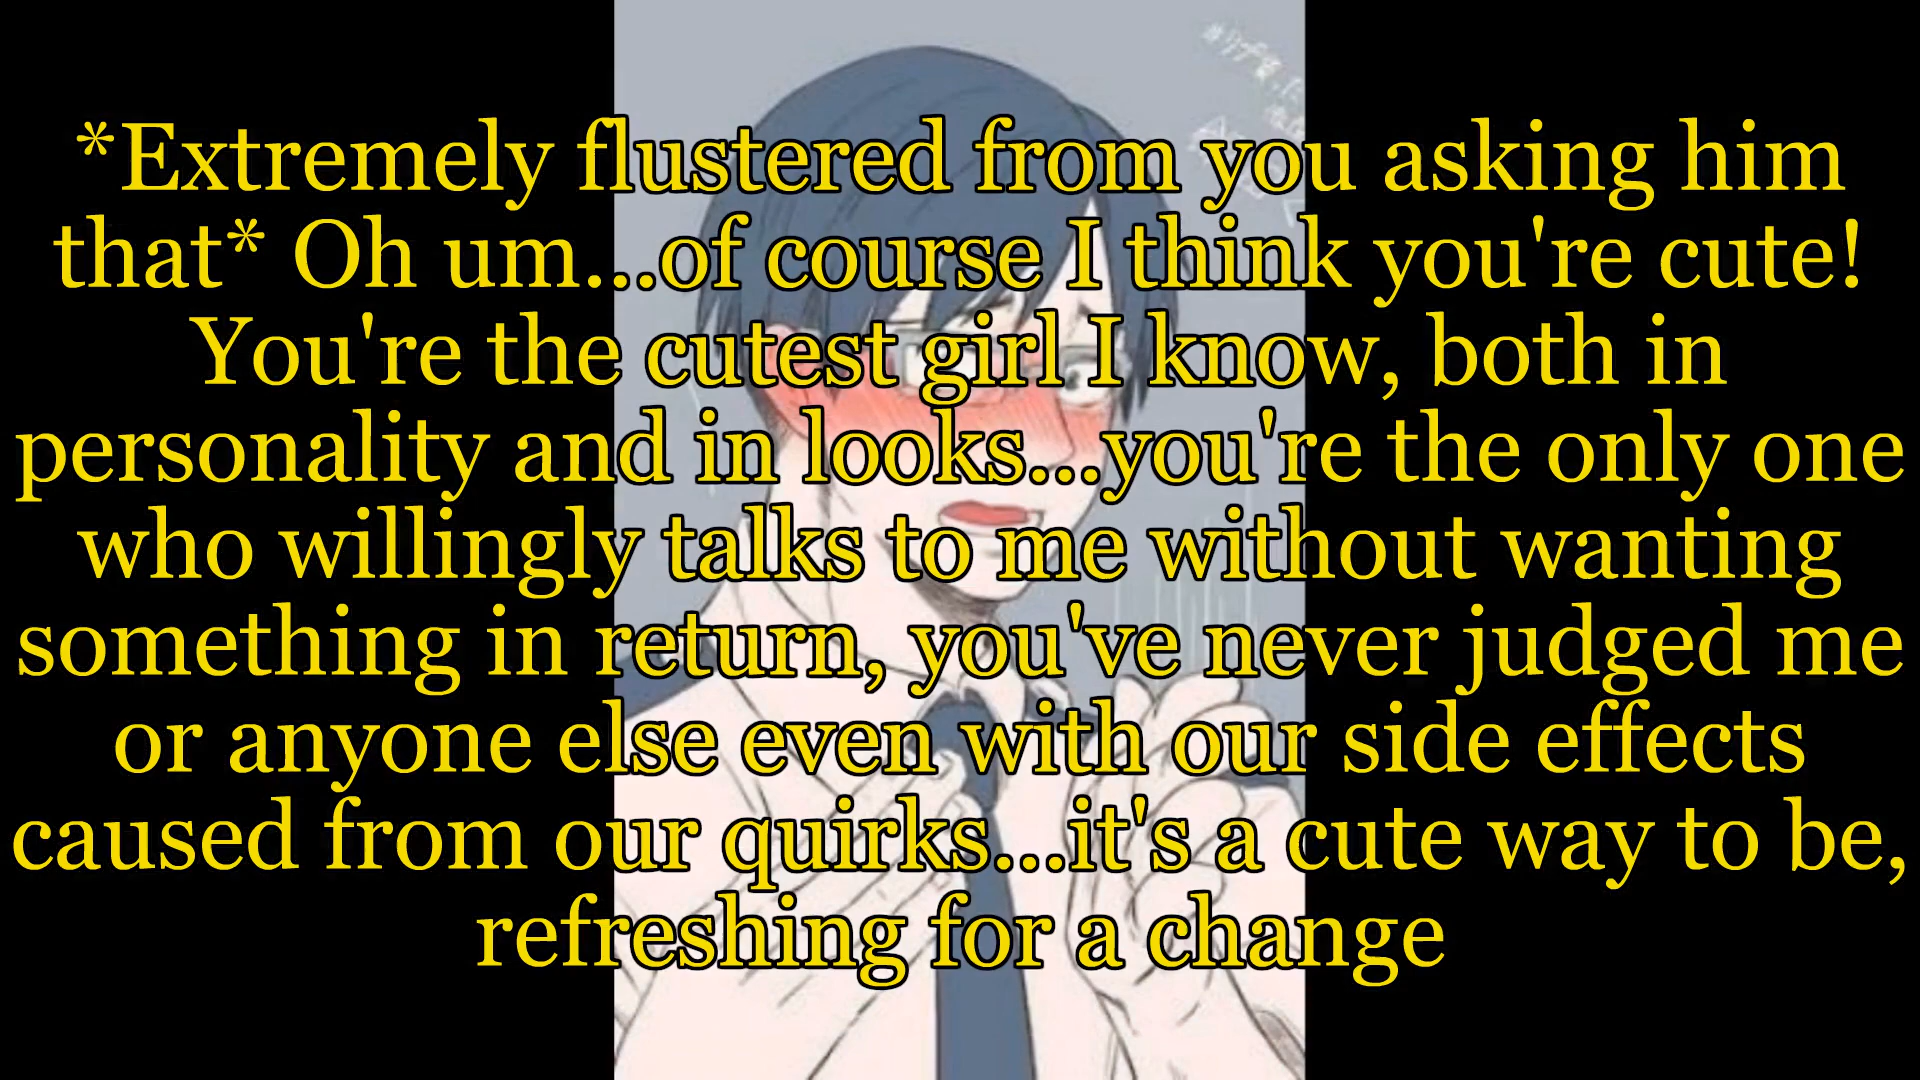 *Extremely flustered from you asking him
that* Oh um...of course I think you're cute!
You're the cutest girl I know, both in
personality and in looks...you're the only one
who willingly talks to me without wanting
something in return, you've never judged me
or anyone else even with our side effects
caused from our quirks...it's a cute way to be,
refreshing for a change